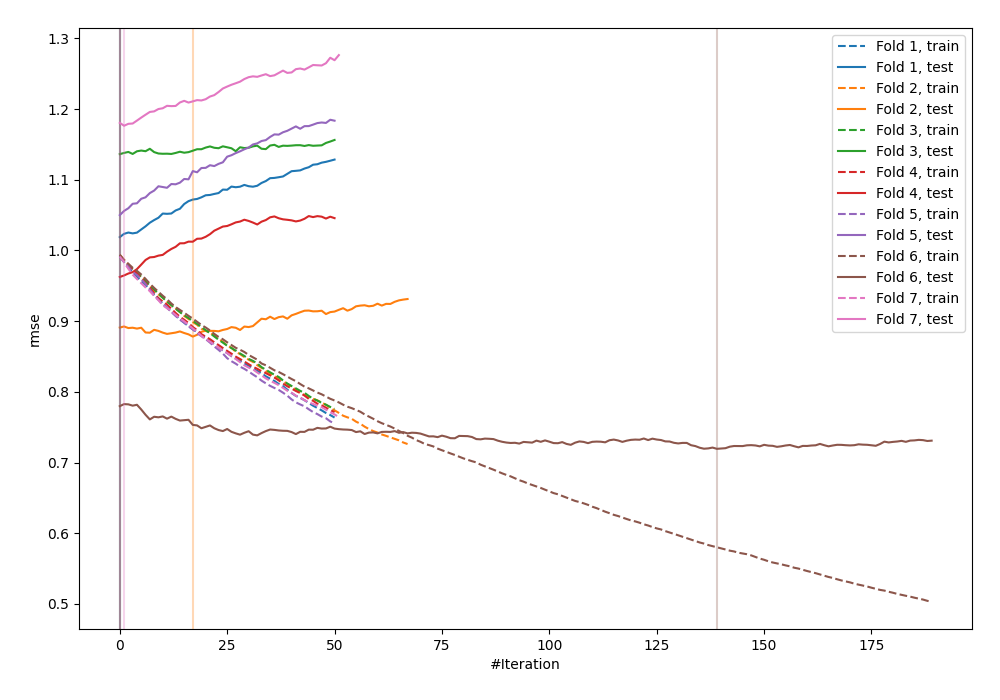 1.3
1.2
1.1
1.0
0.9
0.8
0.7
0.6
0.5
rmse
0
25
50
75
100
125
150
175
#Iteration
Fold 1, train
Fold 1, test
Fold 2, train
Fold 2, test
Fold 3, train
Fold 3, test
Fold 4, train
Fold 4, test
Fold 5, train
Fold 5, test
Fold 6, train
Fold 6, test
Fold 7, train
Fold 7, test